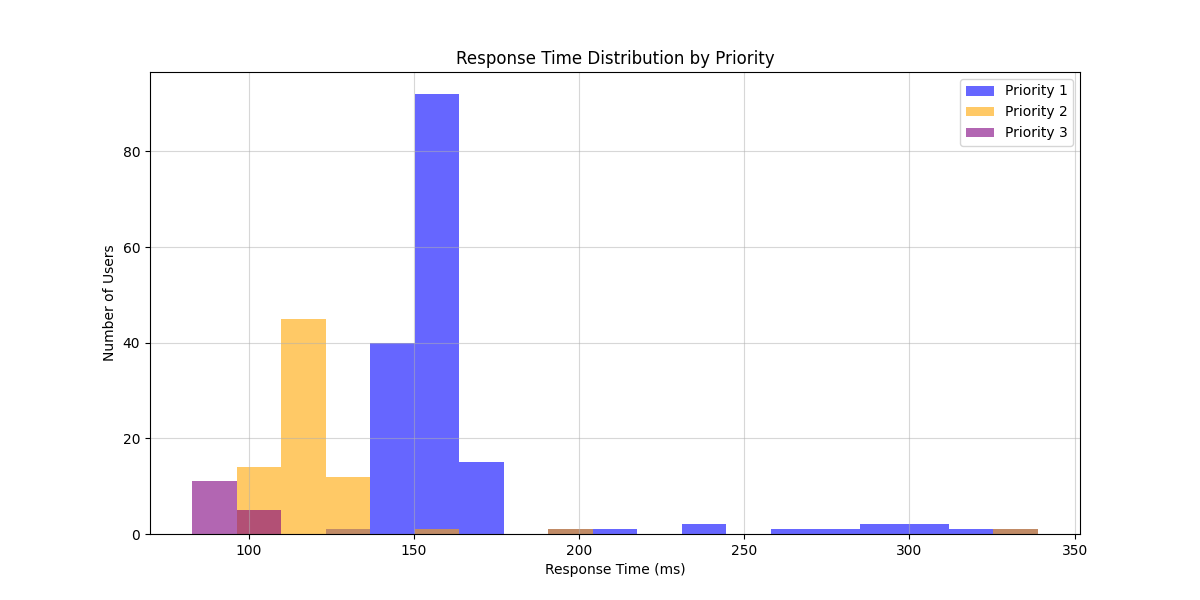 Response Time Distribution by Priority
Priority 1
Priority 2
Priority 3
80
60
40
20
0
Number of Users
100 150 200 250 300 350
Response Time (ms)